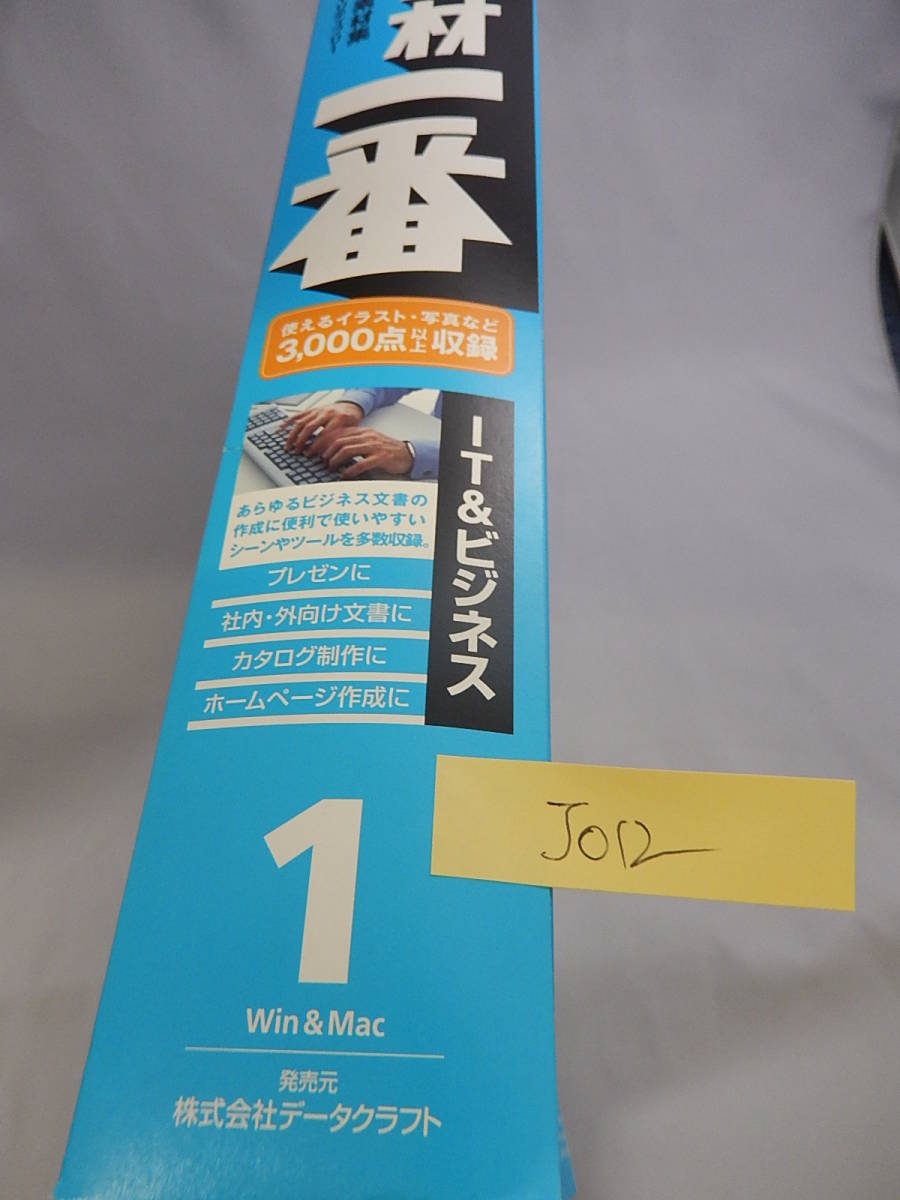 素材集
材一番
使えるイラスト・写真など
3,000点以上収録
IT&ビジネス
あらゆるビジネス文書の
作成に便利で使いやすい
シーンやツールを多数収録。
プレゼンに
社内・外向け文書に
カタログ制作に
ホームページ作成に
1
Win & Mac
発売元
株式会社データクラフト
J012